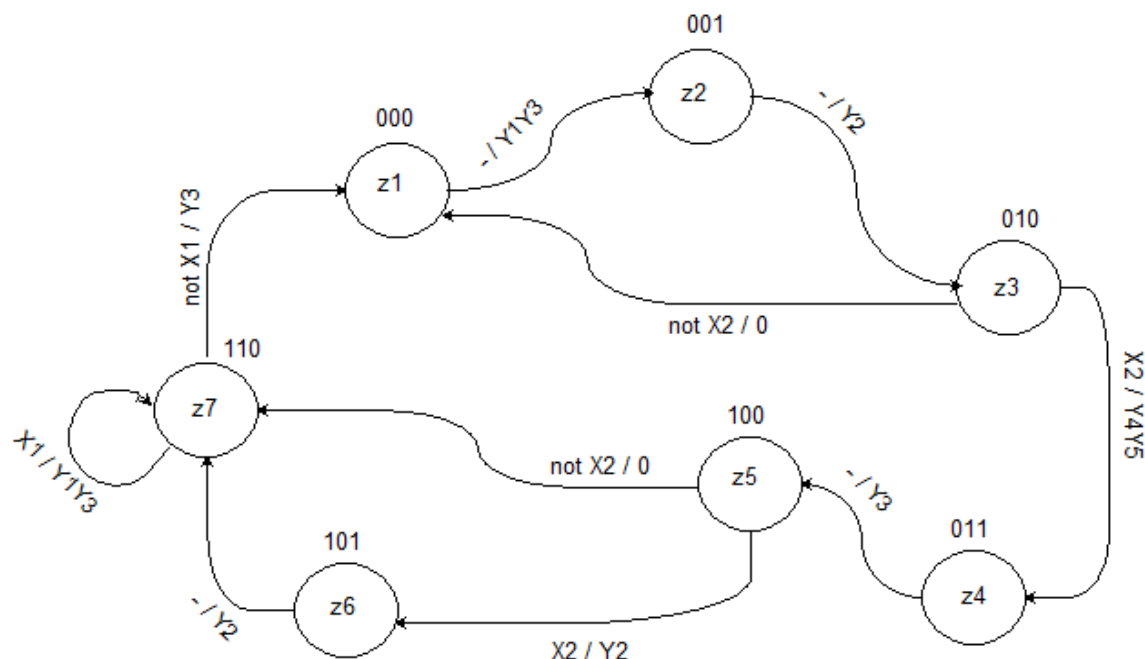 001
z2
- / Y2
000
- / Y1Y3
z1
not X1 / Y3
010
z3
not X2 / 0
X2 / Y4Y5
110
z7
X1 / Y1Y3
100
not X2 / 0
z5
- / Y3
011
z4
101
z6
- / Y2
X2 / Y2